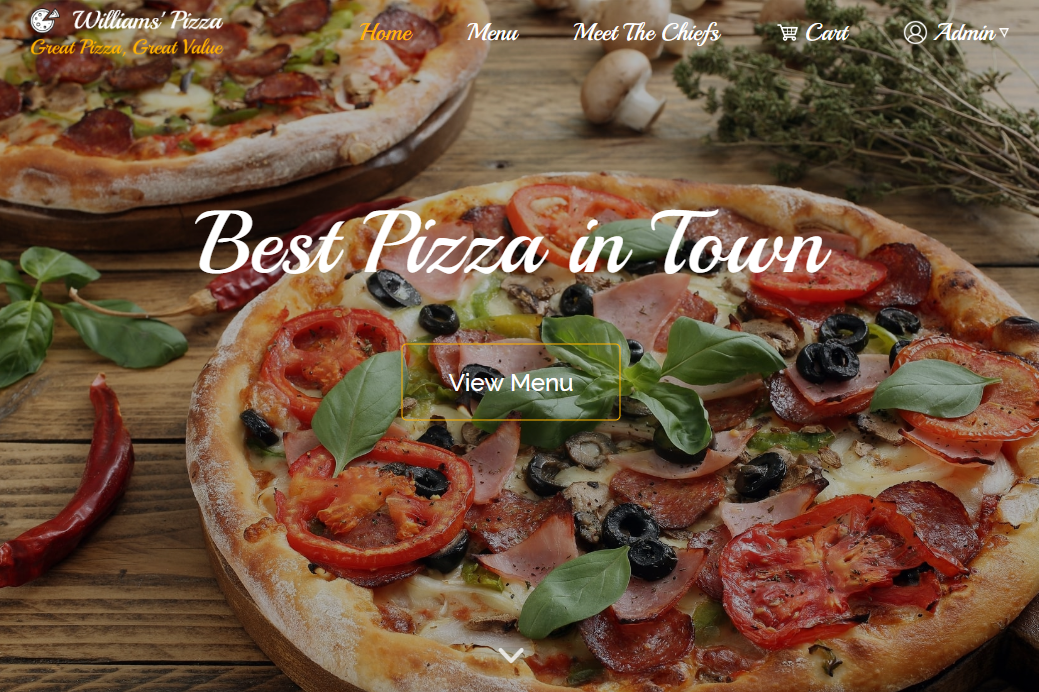 Williams' Pizza
Great Pizza, Great Value
Home
Menu
Meet The Chiefs
Cart
Admin
Best Pizza in Town
View Menu